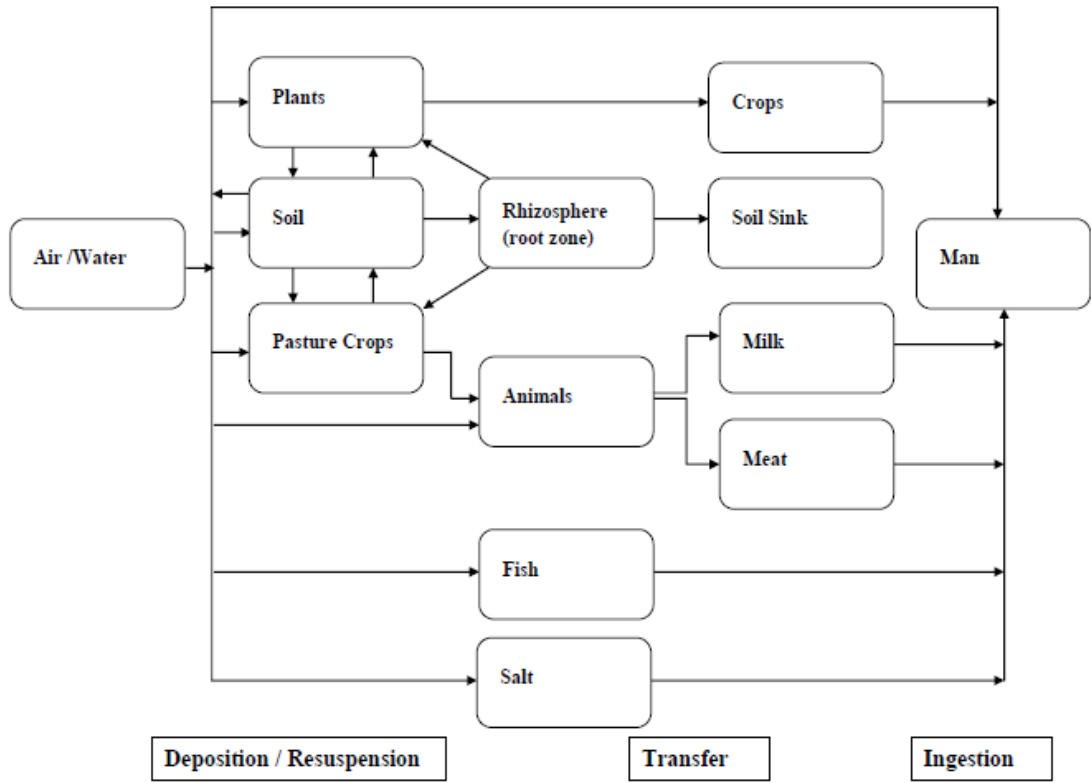 Plants
Crops
Soil
Rhizosphere
(root zone)
Soil Sink
Air /Water
Man
Pasture Crops
Milk
Animals
Meat
Fish
Salt
Deposition / Resuspension
Transfer
Ingestion